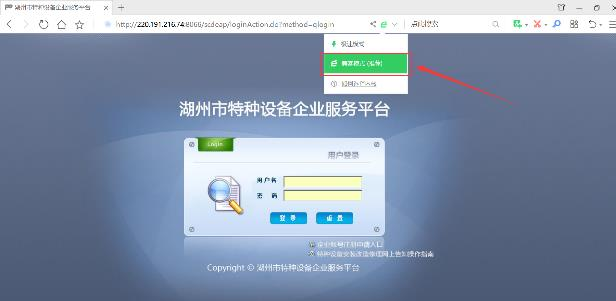 湖州市特种设备企业服务平台
http://220.191.216.74:8066/scdeap/loginAction.do?method=qlogin
点此搜索
极速模式
兼容模式(推荐)
湖州市特种设备企业服务平台
Login
用户登录
用户名
密 码
登 录 重 置
企业账号注册申请入口
特种设备安装改造修理网上告知操作指南
Copyright © 湖州市特种设备企业服务平台